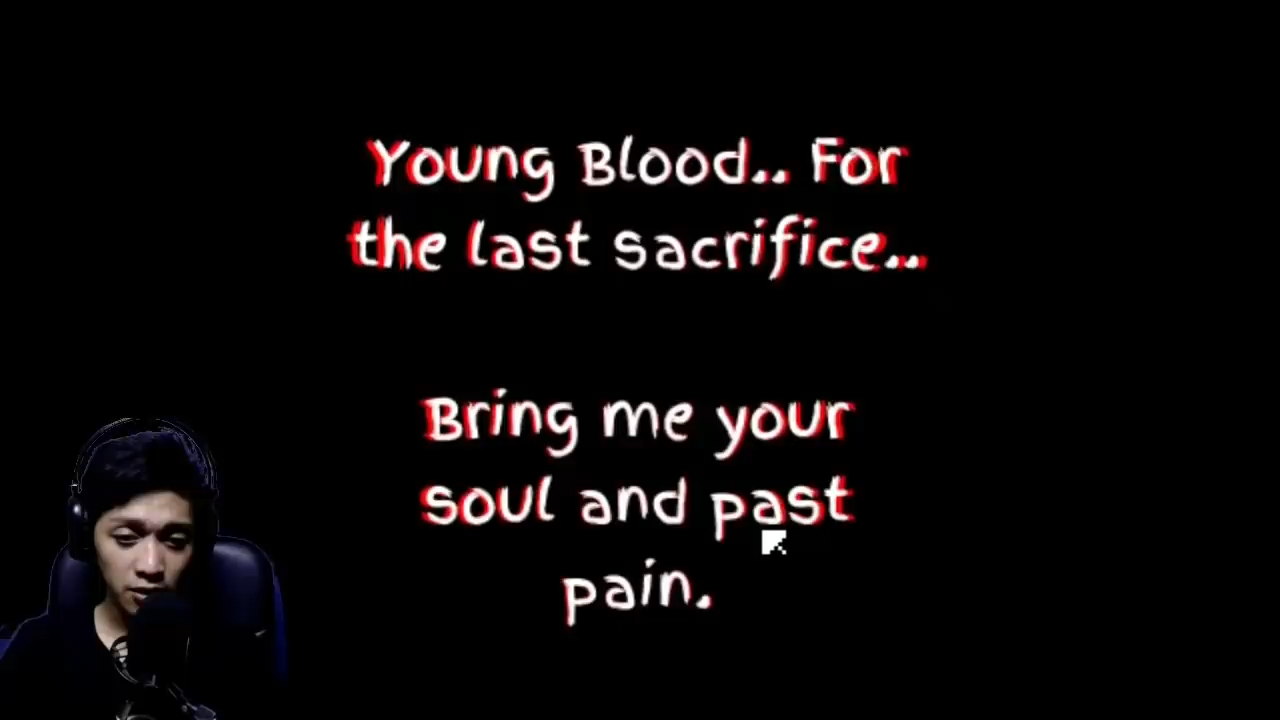 Young Blood.. For
the last sacrifice..
Bring me your
soul and past
pain.